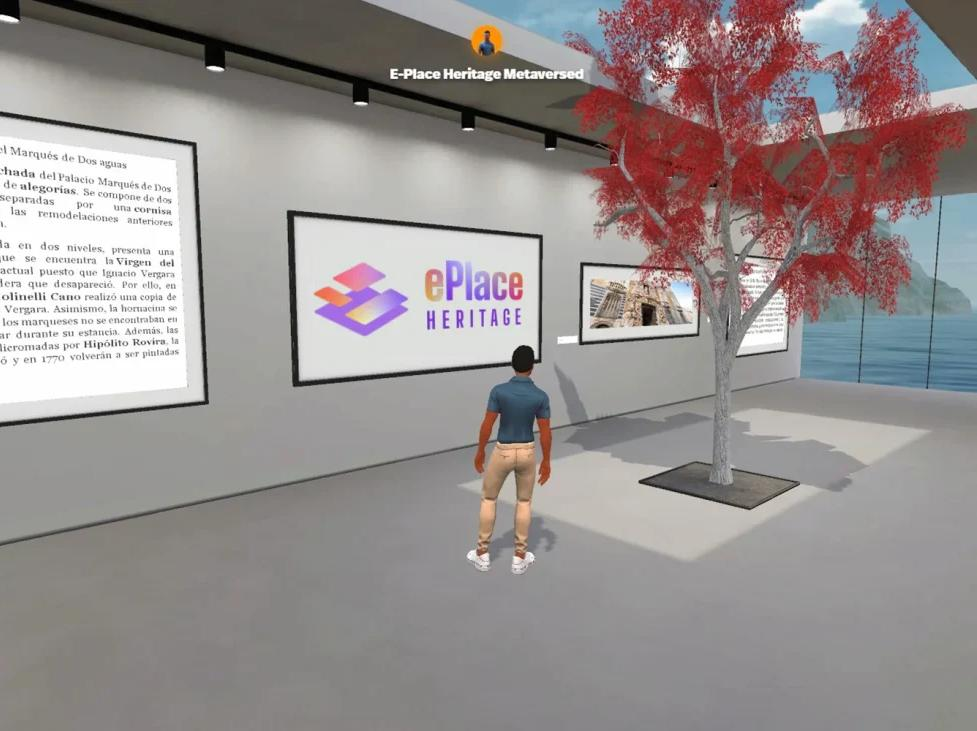 E-Place Heritage Metaversed
el Marqués de Dos aguas
chada del Palacio Marqués de Dos
de alegorías. Se compone de dos
separadas por una cornisa
las remodelaciones anteriores
da en dos niveles, presenta una
que se encuentra la Virgen del
actual puesto que Ignacio Vergara
dera que desapareció. Por ello, en
olinelli Cano realizó una copia de
Vergara. Asimismo, la hornacina se
los marqueses no se encontraban en
ar durante su estancia. Además, las
licromadas por Hipólito Rovira, la
ó y en 1770 volverán a ser pintadas
ePlace
HERITAGE